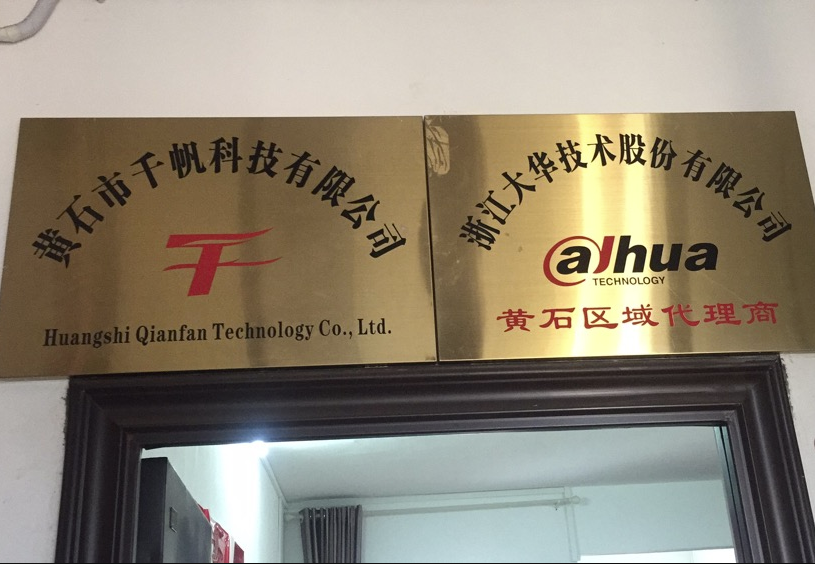 黄石市千帆科技有限公司
Huangshi Qianfan Technology Co., Ltd.
浙江大华技术股份有限公司
alhua
TECHNOLOGY
黄石区域代理商